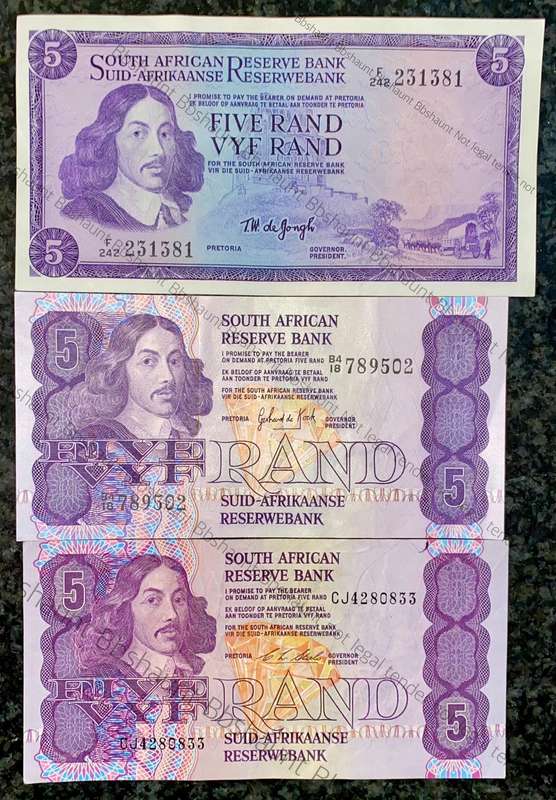 5
5
SOUTH AFRICAN RESERVE BANK
SUID-AFRIKAANSE RESERWEBANK
F
242 231381
I PROMISE TO PAY THE BEARER ON DEMAND AT PRETORIA
EK BELOOF OP AANVRAAG TE BETAAL AAN TOONDER TE PRETORIA
FIVE RAND
VYF RAND
FOR THE SOUTH AFRICAN RESERVE BANK
VIR DIE SUID-AFRIKAANSE RESERWEBANK
T.W. de Jongh
5
F
242 231381
PRETORIA
GOVERNOR.
PRESIDENT.
5
SOUTH AFRICAN
RESERVE BANK
I PROMISE TO PAY THE BEARER
ON DEMAND AT PRETORIA FIVE RAND
B4
18 789502
EK BELOOF OP AANVRAAG TE BETAAL
AAN TOONDER TE PRETORIA VYF RAND
FOR THE SOUTH AFRICAN RESERVE BANK
VIR DIE SUID-AFRIKAANSE RESERWEBANK
PRETORIA
Gerhard de Kock
GOVERNOR
PRESIDENT
FIVE
VYF
RAND
5
B4
18 789502
SUID-AFRIKAANSE
RESERWEBANK
5
SOUTH AFRICAN
RESERVE BANK
I PROMISE TO PAY THE BEARER
ON DEMAND AT PRETORIA FIVE RAND
CJ4280833
EK BELOOF OP AANVRAAG TE BETAAL
AAN TOONDER TE PRETORIA VYF RAND
FOR THE SOUTH AFRICAN RESERVE BANK
VIR DIE SUID-AFRIKAANSE RESERWEBANK
PRETORIA
GOVERNOR
PRESIDENT
FIVE
VYF
RAND
5
CJ4280833
SUID-AFRIKAANSE
RESERWEBANK
Bbshaunt Not legal tender